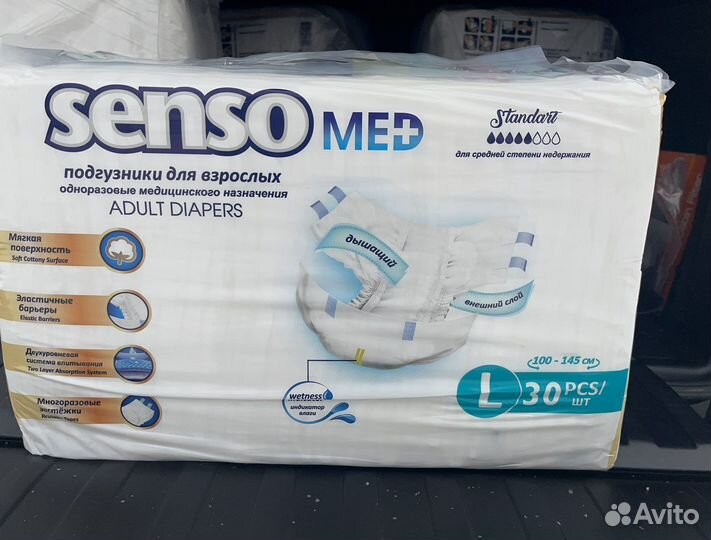 senso MED
Standart
для средней степени недержания
подгузники для взрослых
одноразовые медицинского назначения
ADULT DIAPERS
Мягкая
поверхность
Soft Cottony Surface
Эластичные
барьеры
Elastic Barriers
Двухуровневая
система впитывания
Two Layer Absorption System
Многоразовые
застёжки
Reusable Tapes
дышащий
внешний слой
wetness
индикатор
влаги
100 - 145 см
L 30 PCS/
ШТ
Avito